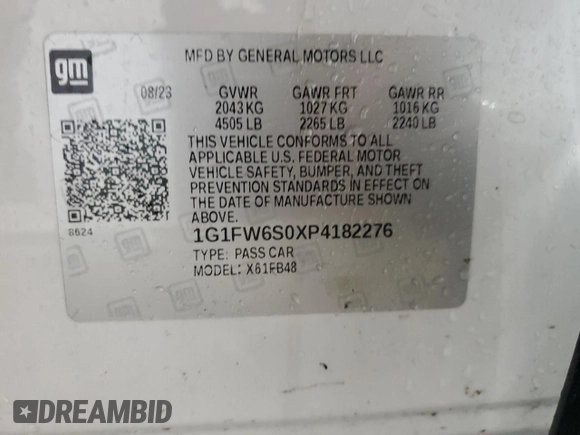 gm
MFD BY GENERAL MOTORS LLC
08/23 GVWR GAWR FRT GAWR RR
2043 KG 1027 KG 1016 KG
4505 LB 2265 LB 2240 LB
THIS VEHICLE CONFORMS TO ALL
APPLICABLE U.S. FEDERAL MOTOR
VEHICLE SAFETY, BUMPER, AND THEFT
PREVENTION STANDARDS IN EFFECT ON
THE DATE OF MANUFACTURE SHOWN
ABOVE.
8624
1G1FW6S0XP4182276
TYPE: PASS CAR
MODEL: X61FB48
DREAMBID